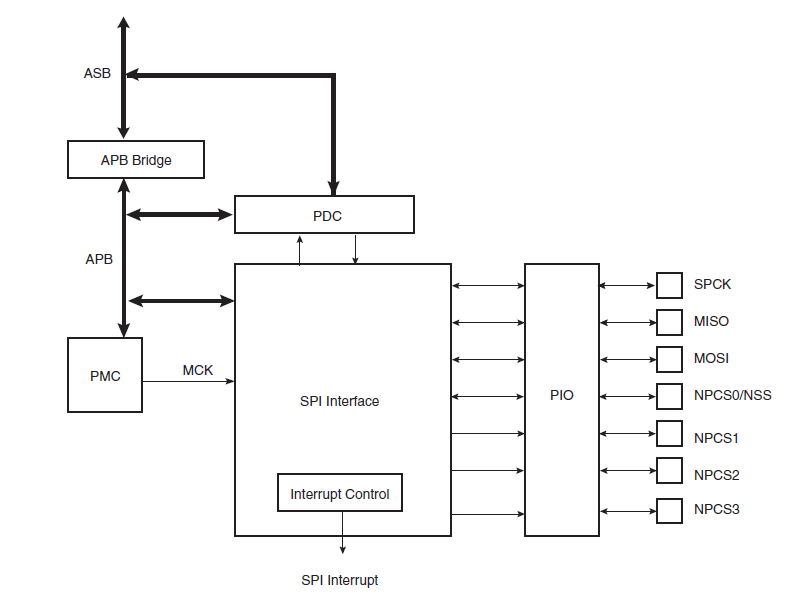 ASB
APB Bridge
PDC
APB
SPCK
MISO
MOSI
PMC
MCK
SPI Interface
PIO
NPCS0/NSS
NPCS1
NPCS2
Interrupt Control
NPCS3
SPI Interrupt